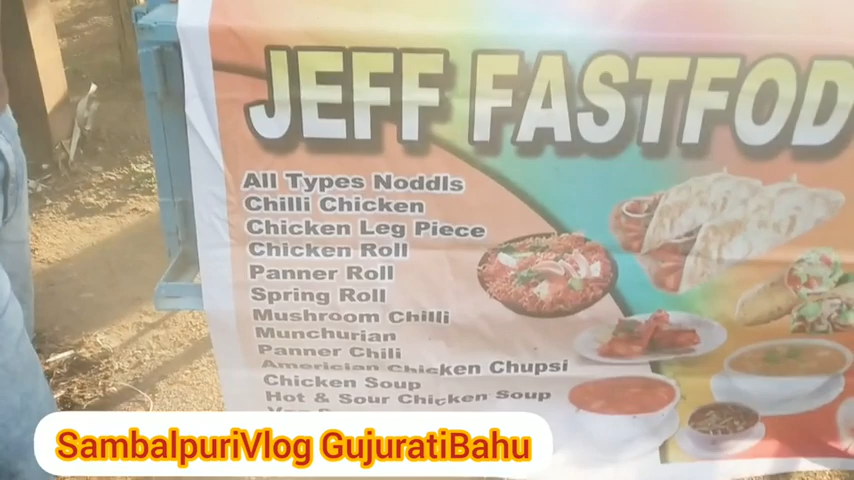 JEFF FASTFOD
All Types Noddls
Chilli Chicken
Chicken Leg Piece
Chicken Roll
Panner Roll
Spring Roll
Mushroom Chilli
Munchurian
Panner Chili
Americian Chicken Chupsi
Chicken Soup
Hot & Sour Chicken Soup
SambalpuriVlog GujuratiBahu